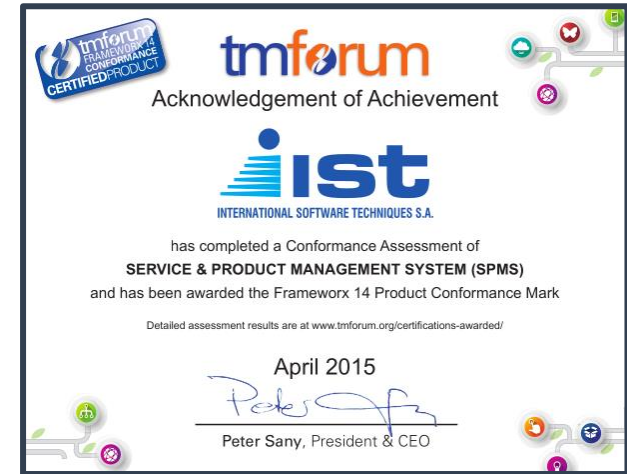 tmforum
FRAMEWORX 14
CONFORMANCE
CERTIFIEDPRODUCT
tmforum
Acknowledgement of Achievement
ist
INTERNATIONAL SOFTWARE TECHNIQUES S.A.
has completed a Conformance Assessment of
SERVICE & PRODUCT MANAGEMENT SYSTEM (SPMS)
and has been awarded the Frameworx 14 Product Conformance Mark
Detailed assessment results are at www.tmforum.org/certifications-awarded/
April 2015
Peter Sany, President & CEO